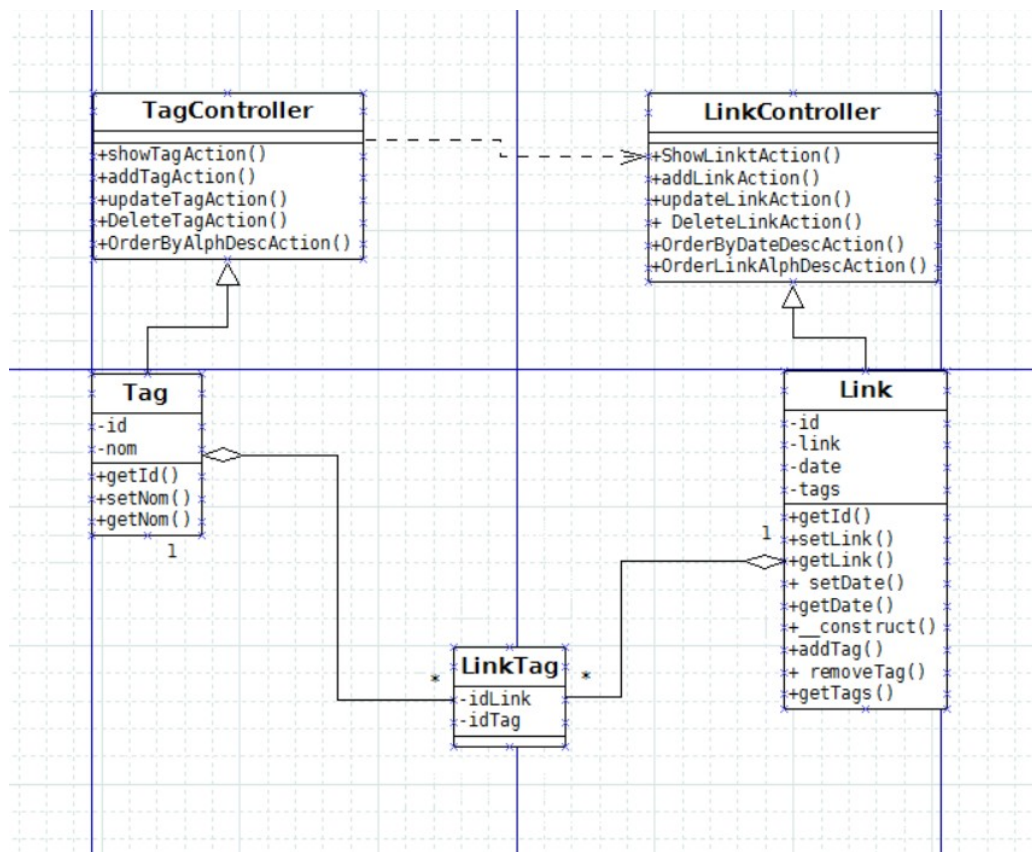 TagController
+showTagAction()
+addTagAction()
+updateTagAction()
+DeleteTagAction()
+OrderByAlphDescAction()
LinkController
+ShowLinktAction()
+addLinkAction()
+updateLinkAction()
+ DeleteLinkAction()
+OrderByDateDescAction()
+OrderLinkAlphDescAction()
Tag
-id
-nom
+getId()
+setNom()
+getNom()
1
Link
-id
-link
-date
-tags
+getId()
+setLink()
+getLink()
+ setDate()
+getDate()
+__construct()
+addTag()
+ removeTag()
+getTags()
1
LinkTag
-idLink
-idTag
*
*